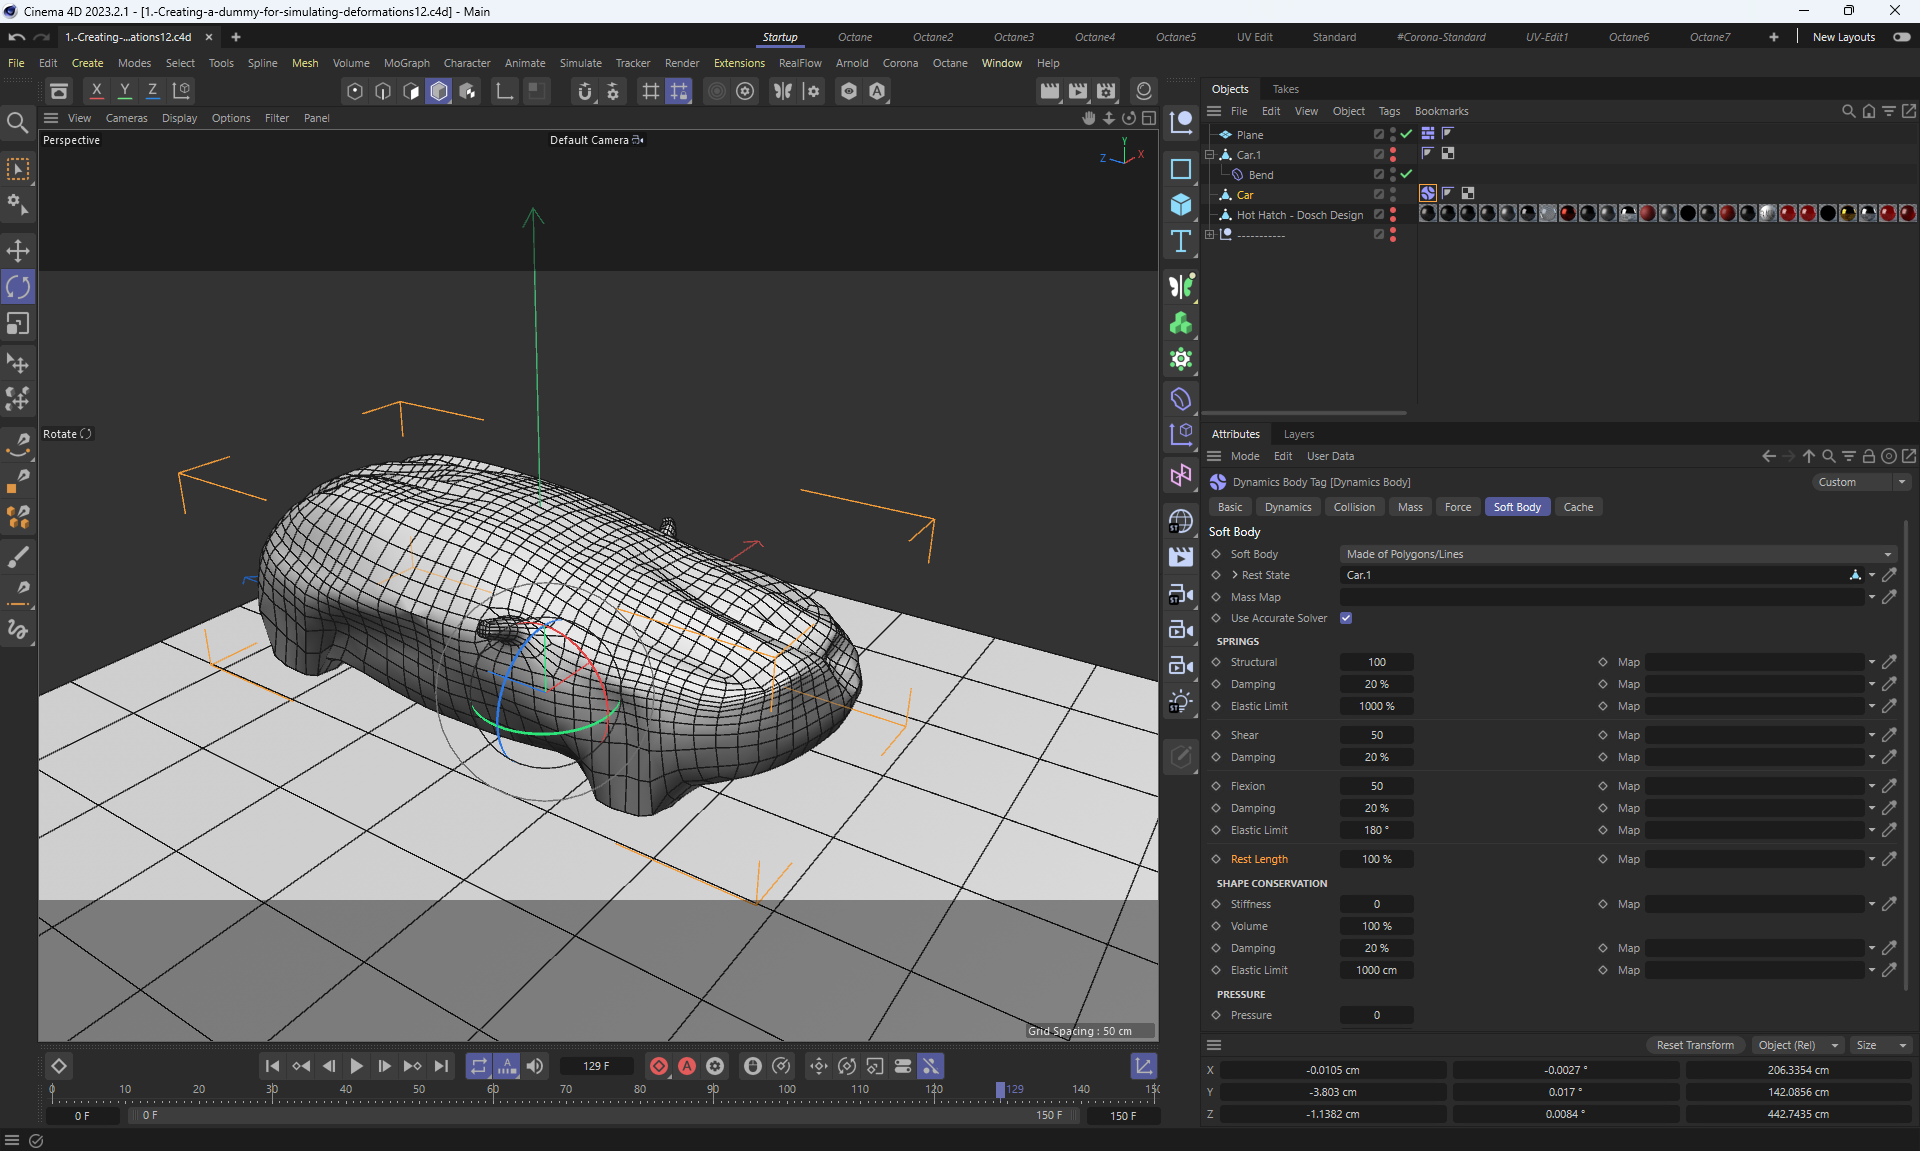 Cinema 4D 2023.2.1 - [1.-Creating-a-dummy-for-simulating-deformations12.c4d] - Main
1.-Creating-...ations12.c4d × +
Startup Octane Octane2 Octane3 Octane4 Octane5 UV Edit Standard #Corona-Standard UV-Edit1 Octane6 Octane7 + New Layouts
File Edit Create Modes Select Tools Spline Mesh Volume MoGraph Character Animate Simulate Tracker Render Extensions RealFlow Arnold Corona Octane Window Help
X Y Z
View Cameras Display Options Filter Panel
Perspective
Default Camera
Y
Z X
Rotate
Grid Spacing : 50 cm
Objects Takes
File Edit View Object Tags Bookmarks
Plane
Car.1
Bend
Car
Hot Hatch - Dosch Design
-----------
Attributes Layers
Mode Edit User Data
Dynamics Body Tag [Dynamics Body]
Custom
Basic Dynamics Collision Mass Force Soft Body Cache
Soft Body
Soft Body Made of Polygons/Lines
> Rest State Car.1
Mass Map
Use Accurate Solver
SPRINGS
Structural 100 Map
Damping 20 % Map
Elastic Limit 1000 % Map
Shear 50 Map
Damping 20 % Map
Flexion 50 Map
Damping 20 % Map
Elastic Limit 180 ° Map
Rest Length 100 % Map
SHAPE CONSERVATION
Stiffness 0 Map
Volume 100 %
Damping 20 % Map
Elastic Limit 1000 cm Map
PRESSURE
Pressure 0
129 F
0 10 20 30 40 50 60 70 80 90 100 110 120 129 140 150
0 F 0 F 150 F 150 F
Reset Transform Object (Rel) Size
X -0.0105 cm -0.0027 ° 206.3354 cm
Y -3.803 cm 0.017 ° 142.0856 cm
Z -1.1382 cm 0.0084 ° 442.7435 cm